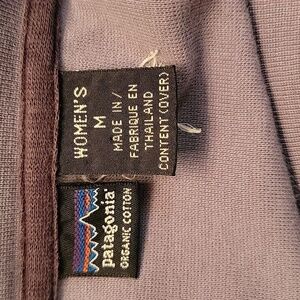 WOMEN'S
M
MADE IN /
FABRIQUE EN
THAILAND
CONTENT (OVER)
patagonia®
ORGANIC COTTON